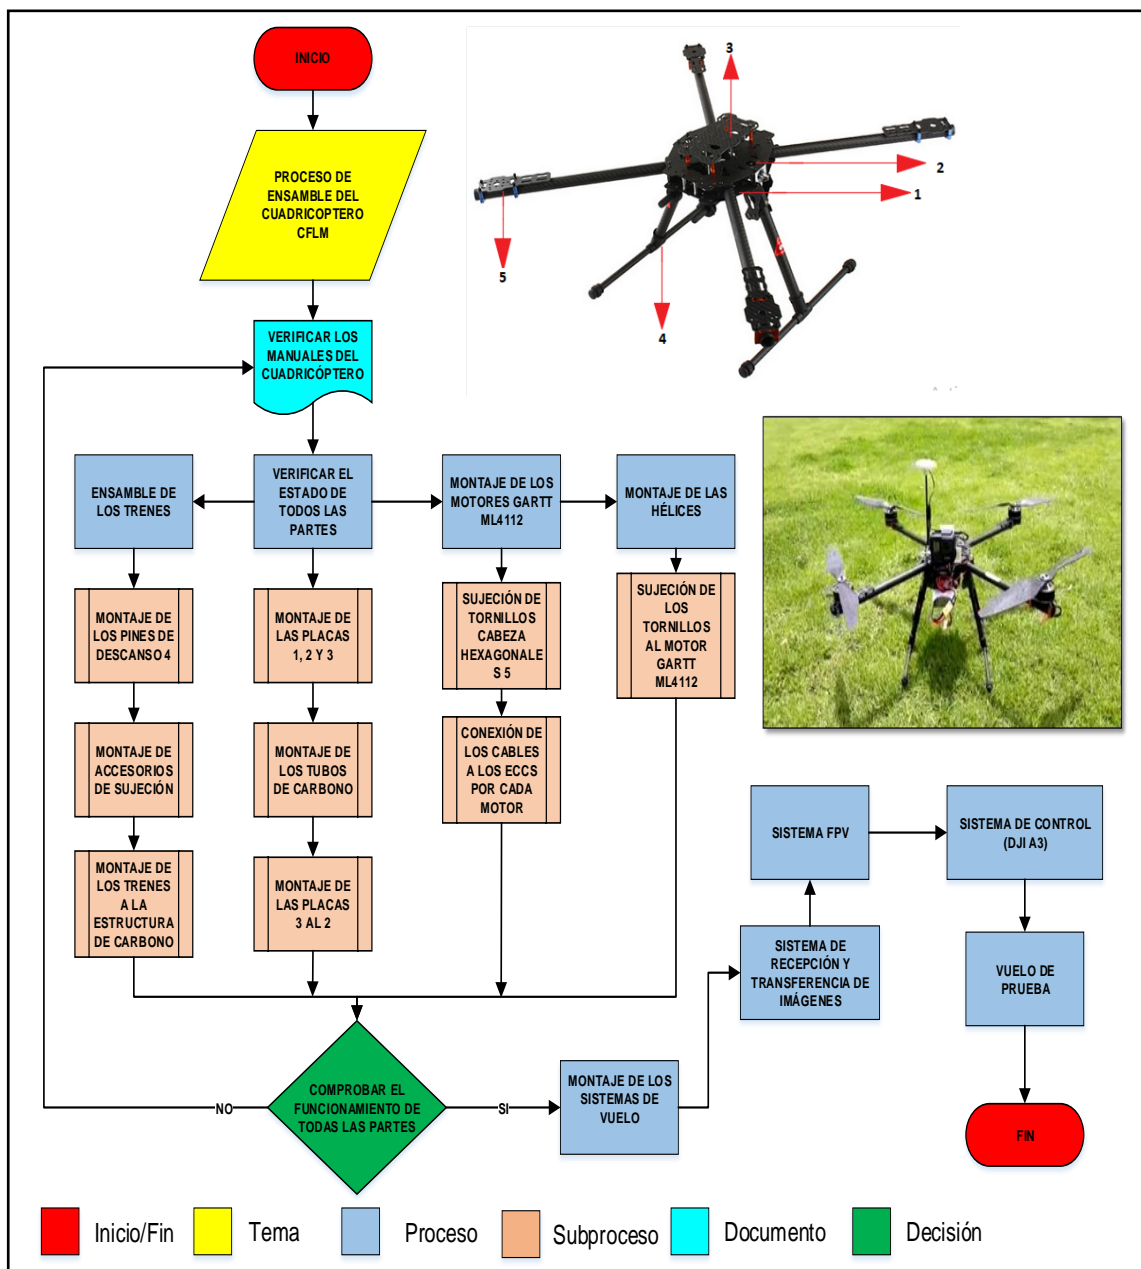 INICIO
PROCESO DE
ENSAMBLE DEL
CUADRICOPTERO
CFLM
3
2
1
5
4
VERIFICAR LOS
MANUALES DEL
CUADRICÓPTERO
ENSAMBLE DE
LOS TRENES
VERIFICAR EL
ESTADO DE
TODOS LAS
PARTES
MONTAJE DE LOS
MOTORES GARTT
ML4112
MONTAJE DE LAS
HÉLICES
MONTAJE DE
LOS PINES DE
DESCANSO 4
MONTAJE DE
LAS PLACAS
1, 2 Y 3
SUJECIÓN DE
TORNILLOS
CABEZA
HEXAGONALE
S 5
SUJECIÓN DE
LOS
TORNILLOS
AL MOTOR
GARTT
ML4112
MONTAJE DE
ACCESORIOS
DE SUJECIÓN
MONTAJE DE
LOS TUBOS
DE CARBONO
CONEXIÓN DE
LOS CABLES
A LOS ECCS
POR CADA
MOTOR
MONTAJE DE
LOS TRENES
A LA
ESTRUCTURA
DE CARBONO
MONTAJE DE
LAS PLACAS
3 AL 2
SISTEMA FPV
SISTEMA DE CONTROL
(DJI A3)
SISTEMA DE
RECEPCIÓN Y
TRANSFERENCIA DE
IMÁGENES
VUELO DE
PRUEBA
COMPROBAR EL
FUNCIONAMIENTO DE
TODAS LAS PARTES
NO
SI
MONTAJE DE LOS
SISTEMAS DE
VUELO
FIN
Inicio/Fin
Tema
Proceso
Subproceso
Documento
Decisión